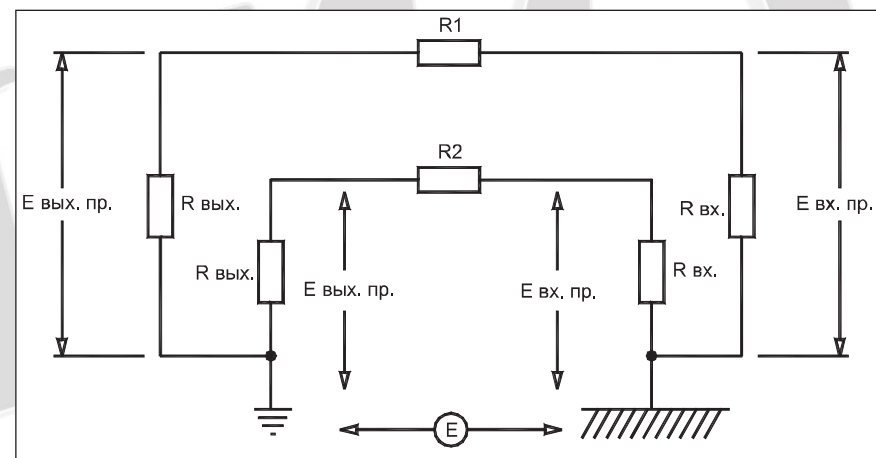 R1
R2
E вых. пр.
R вых.
R вх.
E вх. пр.
R вых.
R вх.
E вых. пр.
E вх. пр.
E